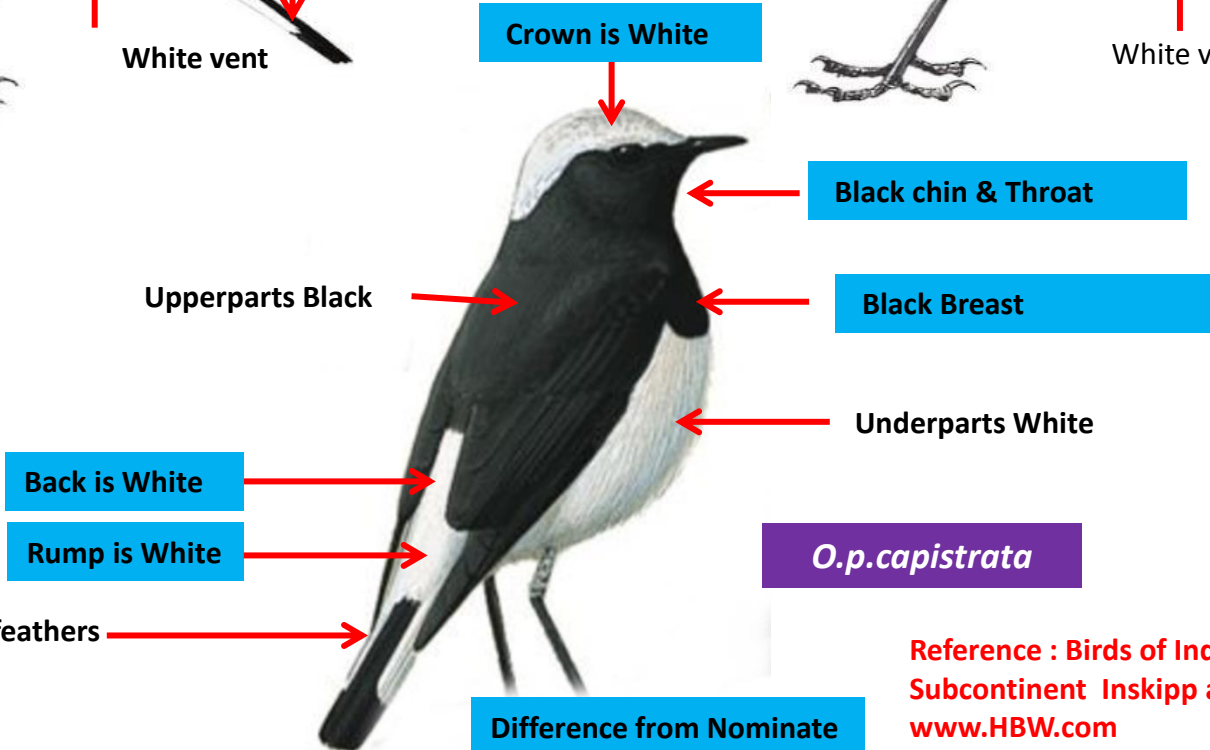 White vent
Crown is White
White
Black chin & Throat
Upperparts Black
Black Breast
Underparts White
Back is White
Rump is White
O.p.capistrata
feathers
Reference : Birds of
Subcontinent Inskipp
www.HBW.com
Difference from Nominate